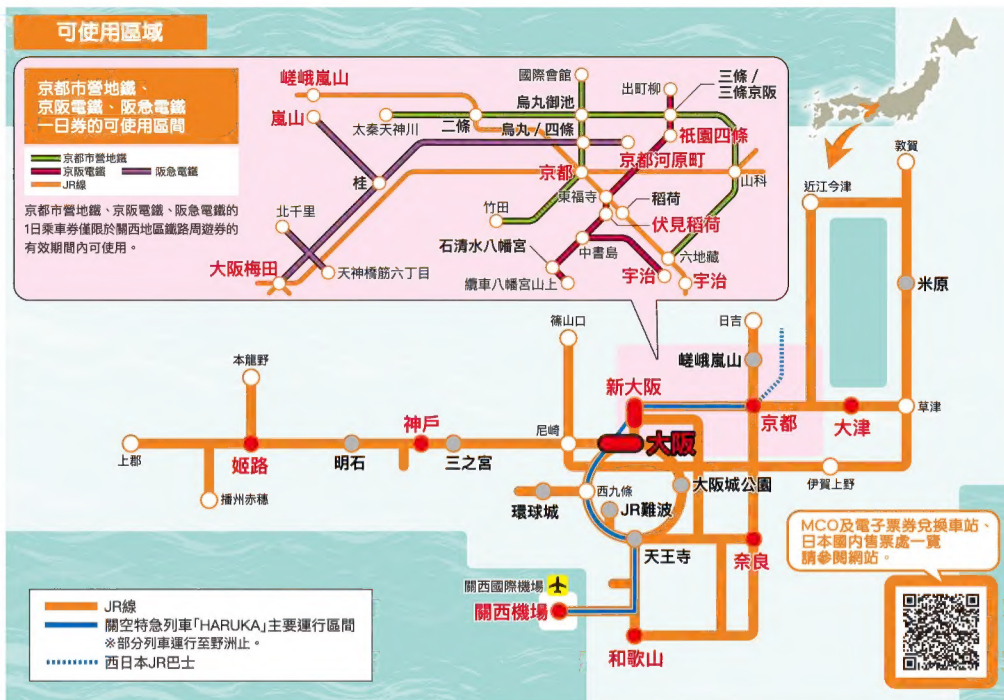 可使用區域
京都市營地鐵、
京阪電鐵、阪急電鐵
一日券的可使用區間
京都市營地鐵
京阪電鐵
阪急電鐵
JR線
京都市營地鐵、京阪電鐵、阪急電鐵的
1日乘車券僅限於關西地區鐵路周遊券的
有效期間內可使用。
嵯峨嵐山
嵐山
太秦天神川
二條
國際會館
烏丸御池
烏丸/四條
出町柳
三條/
三條京阪
祇園四條
京都河原町
京都
山科
桂
東福寺
稻荷
伏見稻荷
竹田
北千里
石清水八幡宮
中書島
六地藏
大阪梅田
天神橋筋六丁目
纜車八幡宮山上
宇治
宇治
敦賀
近江今津
米原
篠山口
日吉
嵯峨嵐山
本龍野
新大阪
京都
大津
草津
神戶
尼崎
大阪
上郡
姬路
明石
三之宮
伊賀上野
播州赤穗
環球城
西九條
大阪城公園
JR難波
天王寺
奈良
MCO及電子票券兌換車站、
日本國內售票處一覽
請參閱網站。
關西國際機場
關西機場
和歌山
JR線
關空特急列車「HARUKA」主要運行區間
※部分列車運行至野洲止。
西日本JR巴士